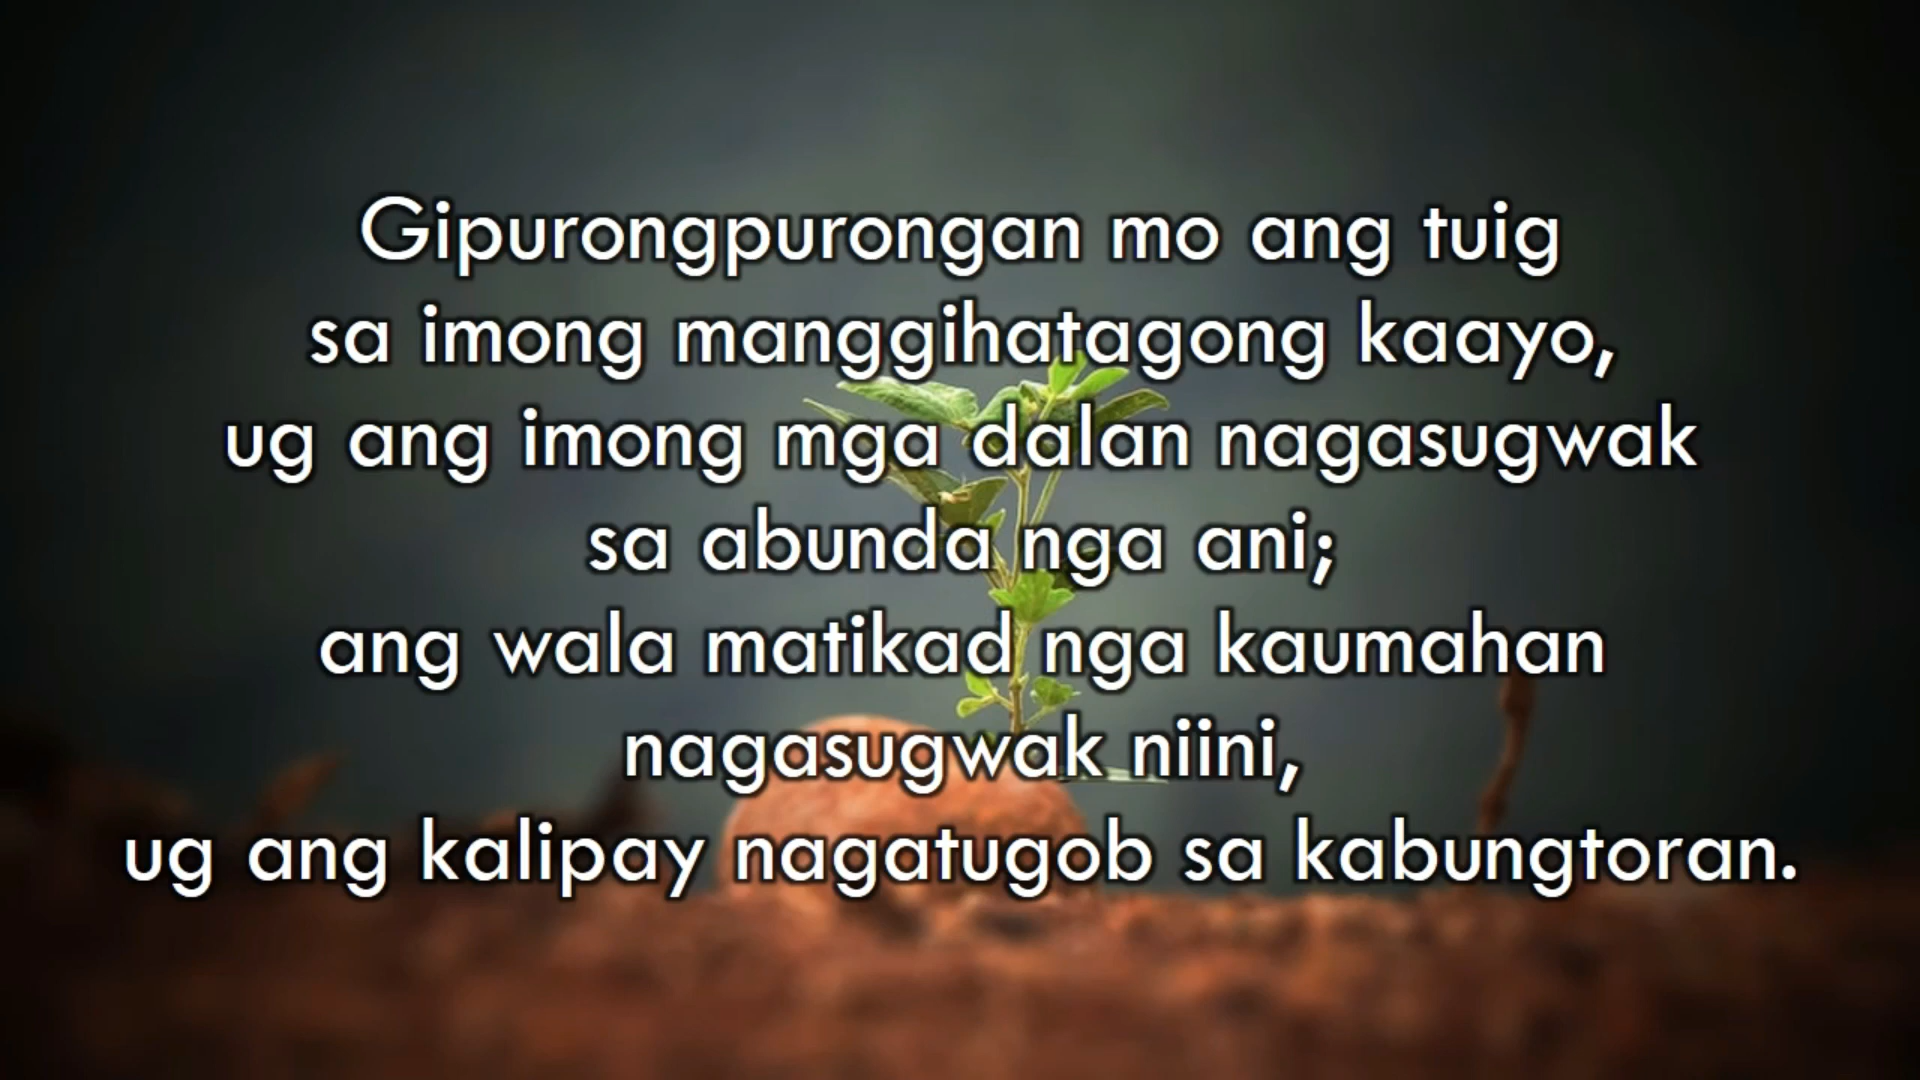 Gipurongpurongan mo ang tuig
sa imong manggihatagong kaayo,
ug ang imong mga dalan nagasugwak
sa abunda nga ani;
ang wala matikad nga kaumahan
nagasugwak niini,
ug ang kalipay nagatugob sa kabungtoran.